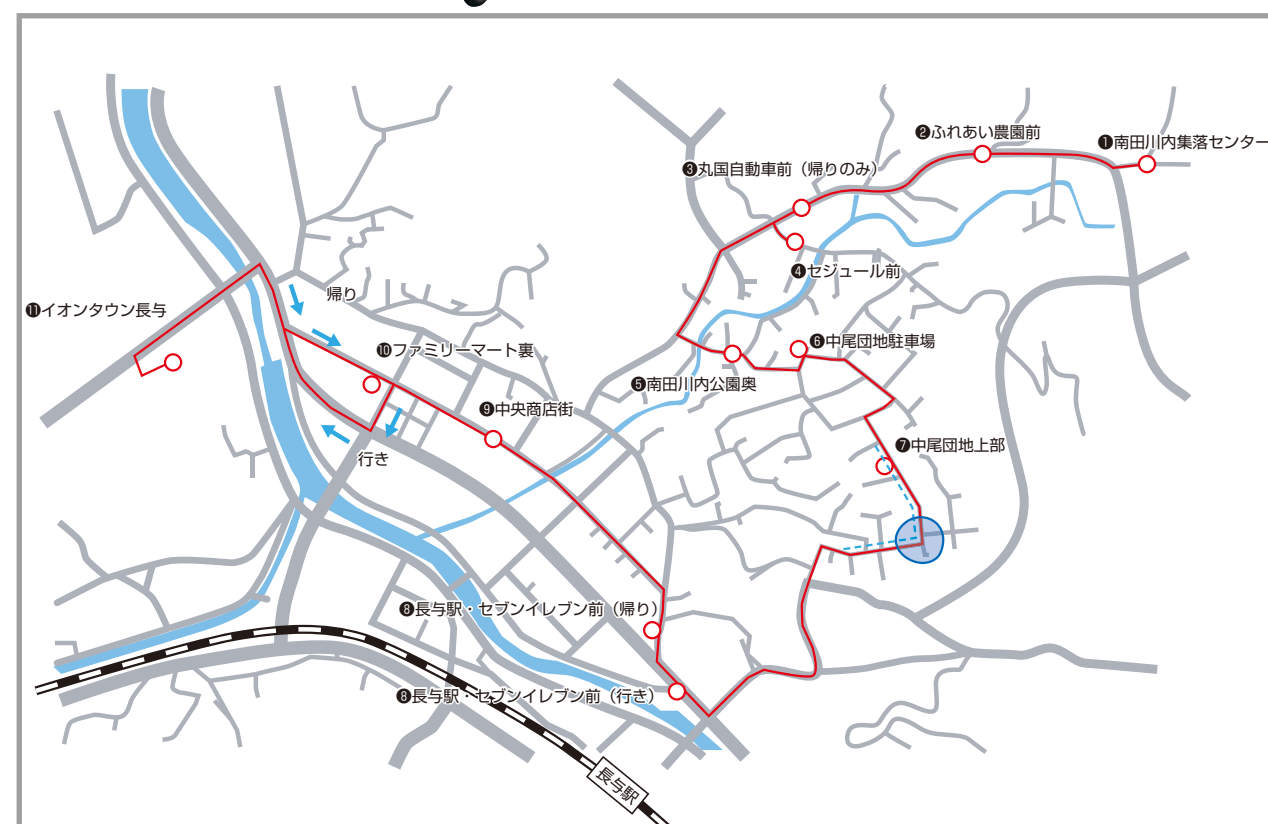 ❷ふれあい農園前
❶南田川内集落センター
❸丸国自動車前（帰りのみ）
❹セジュール前
⓫イオンタウン長与
帰り
❿ファミリーマート裏
❻中尾団地駐車場
❺南田川内公園奥
❾中央商店街
行き
❼中尾団地上部
❽長与駅・セブンイレブン前（帰り）
❽長与駅・セブンイレブン前（行き）
長与駅